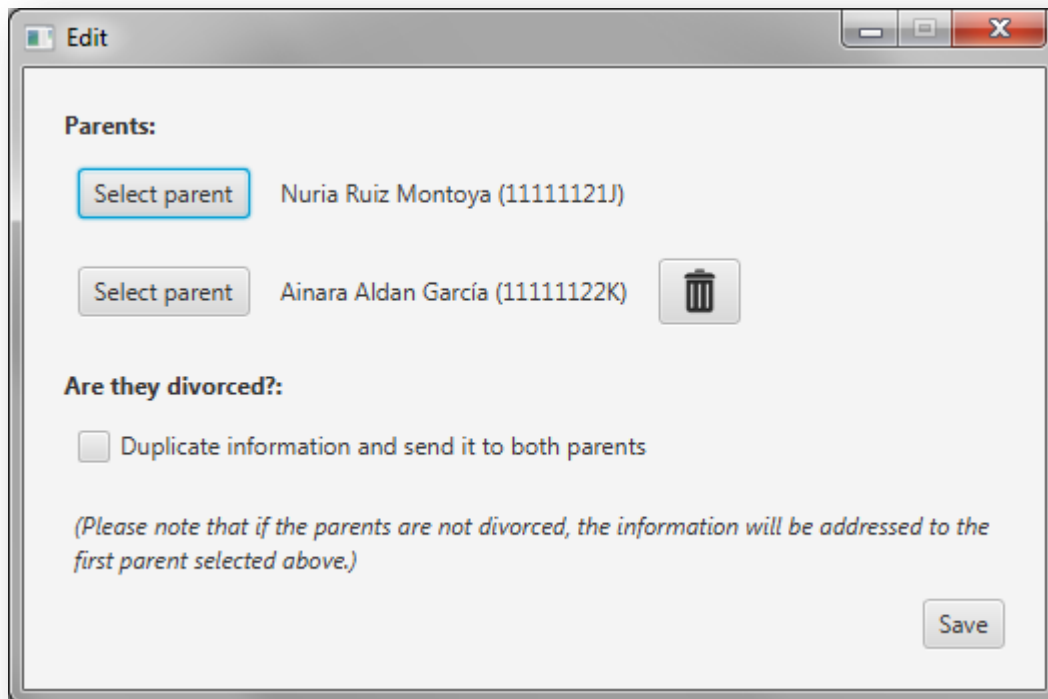 Edit
Parents:
Select parent Nuria Ruiz Montoya (11111121J)
Select parent Ainara Aldan García (11111122K)
Are they divorced?:
Duplicate information and send it to both parents
(Please note that if the parents are not divorced, the information will be addressed to the
first parent selected above.)
Save